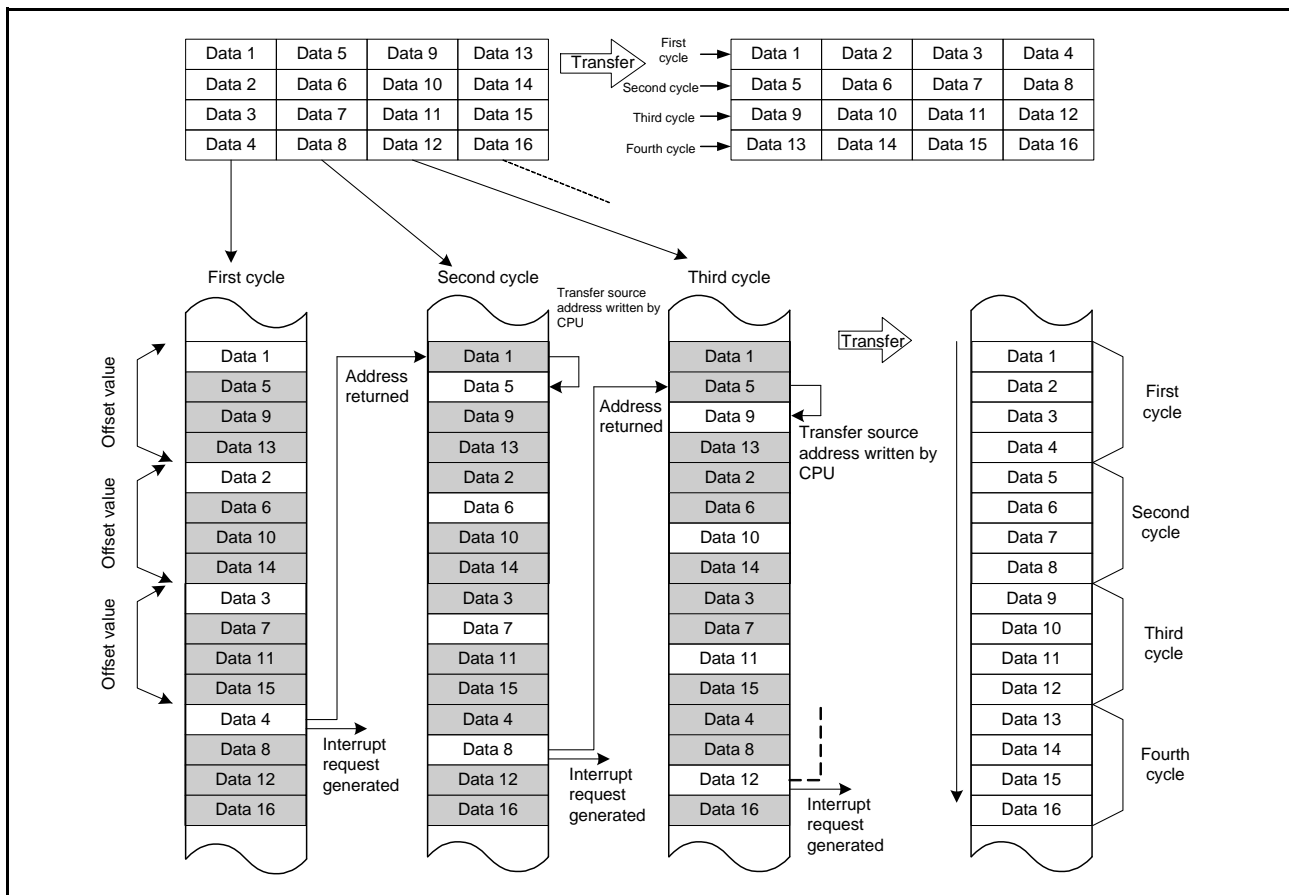 Data 1 Data 5 Data 9 Data 13
Data 2 Data 6 Data 10 Data 14
Data 3 Data 7 Data 11 Data 15
Data 4 Data 8 Data 12 Data 16
Transfer
First
cycle
Second cycle
Third cycle
Fourth cycle
Data 1 Data 2 Data 3 Data 4
Data 5 Data 6 Data 7 Data 8
Data 9 Data 10 Data 11 Data 12
Data 13 Data 14 Data 15 Data 16
First cycle
Offset value
Offset value
Offset value
Data 1
Data 5
Data 9
Data 13
Data 2
Data 6
Data 10
Data 14
Data 3
Data 7
Data 11
Data 15
Data 4
Data 8
Data 12
Data 16
Address
returned
Interrupt
request
generated
Second cycle
Transfer source
address written by
CPU
Data 1
Data 5
Data 9
Data 13
Data 2
Data 6
Data 10
Data 14
Data 3
Data 7
Data 11
Data 15
Data 4
Data 8
Data 12
Data 16
Address
returned
Interrupt
request
generated
Third cycle
Data 1
Data 5
Data 9
Data 13
Data 2
Data 6
Data 10
Data 14
Data 3
Data 7
Data 11
Data 15
Data 4
Data 8
Data 12
Data 16
Transfer source
address written by
CPU
Interrupt
request
generated
Transfer
Data 1
Data 2
Data 3
Data 4
Data 5
Data 6
Data 7
Data 8
Data 9
Data 10
Data 11
Data 12
Data 13
Data 14
Data 15
Data 16
First
cycle
Second
cycle
Third
cycle
Fourth
cycle